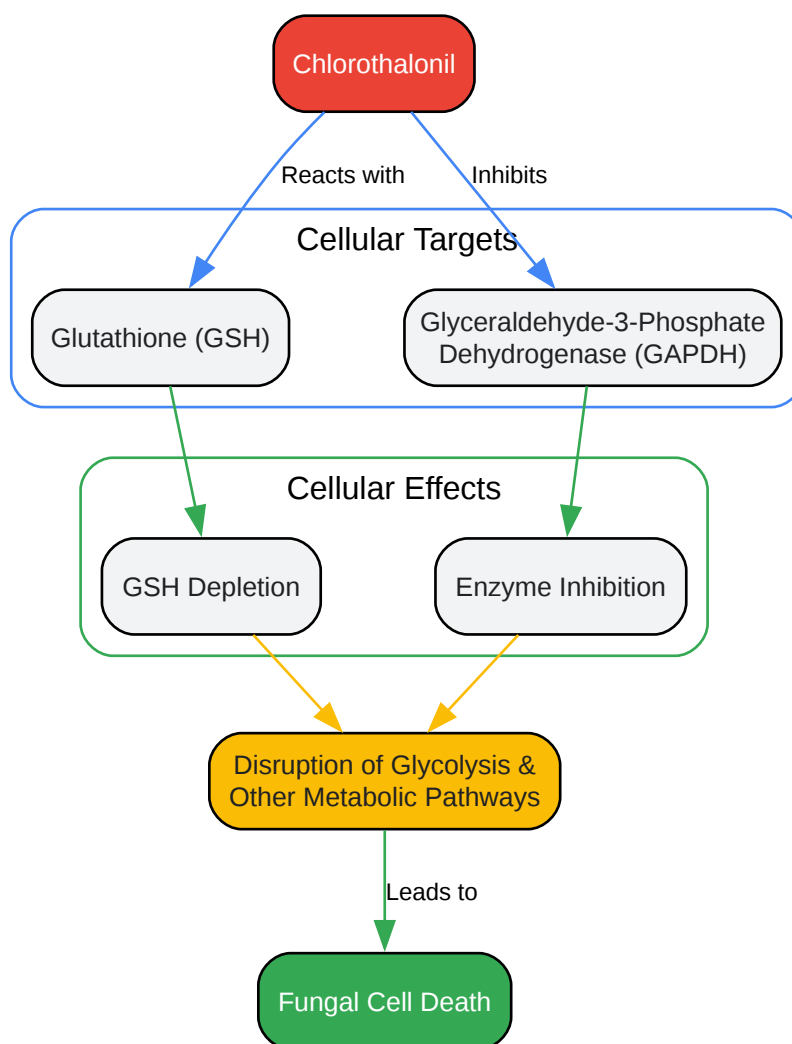 Chlorothalonil
Reacts with
Inhibits
Cellular Targets
Glutathione (GSH)
Glyceraldehyde-3-Phosphate
Dehydrogenase (GAPDH)
Cellular Effects
GSH Depletion
Enzyme Inhibition
Disruption of Glycolysis &
Other Metabolic Pathways
Leads to
Fungal Cell Death